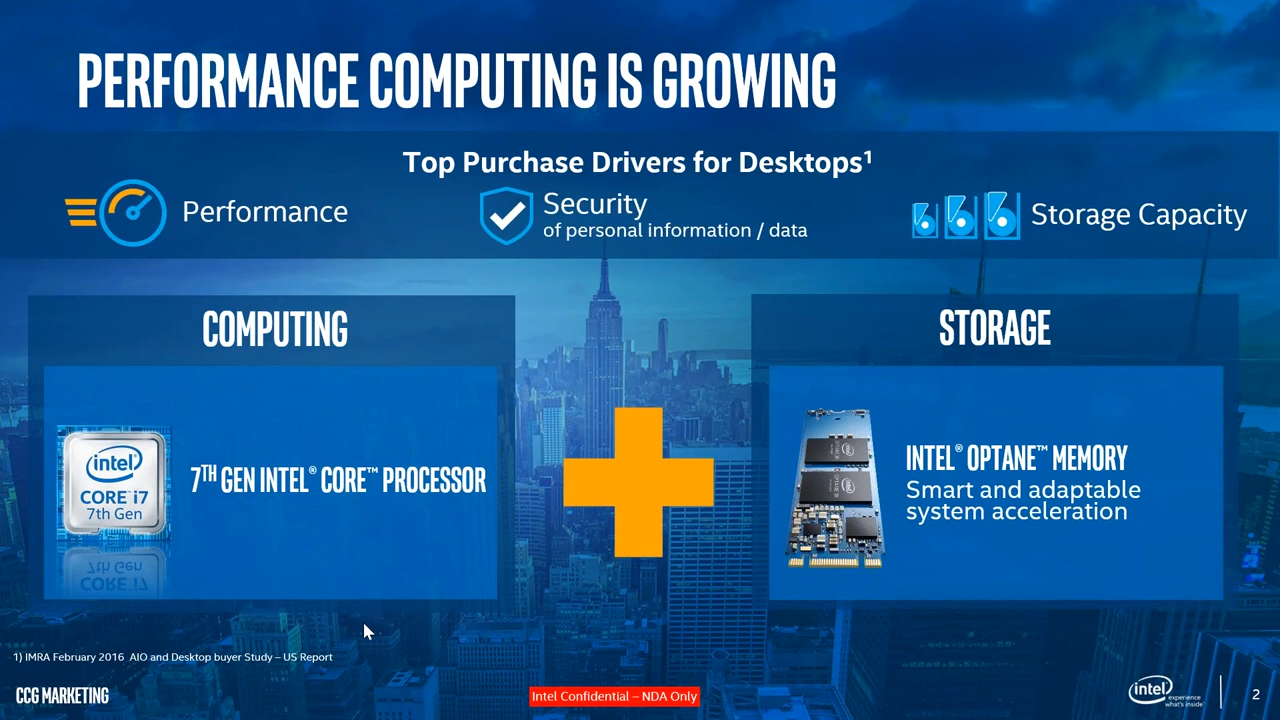 PERFORMANCE COMPUTING IS GROWING
Top Purchase Drivers for Desktops¹
Performance
Security
of personal information / data
Storage Capacity
COMPUTING
intel
CORE i7
7th Gen
7TH GEN INTEL® CORE™ PROCESSOR
STORAGE
INTEL® OPTANE™ MEMORY
Smart and adaptable
system acceleration
1) IMRA February 2016  AIO and Desktop buyer Study – US Report
CCG MARKETING
Intel Confidential – NDA Only
intel
experience
what's inside
2